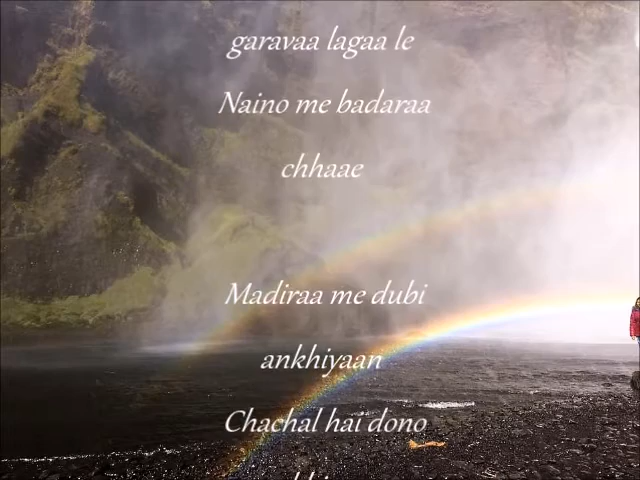 garavaa lagaa le
Naino me badaraa
chhaae
Madiraa me dubi
ankhiyaan
Chachal hai dono